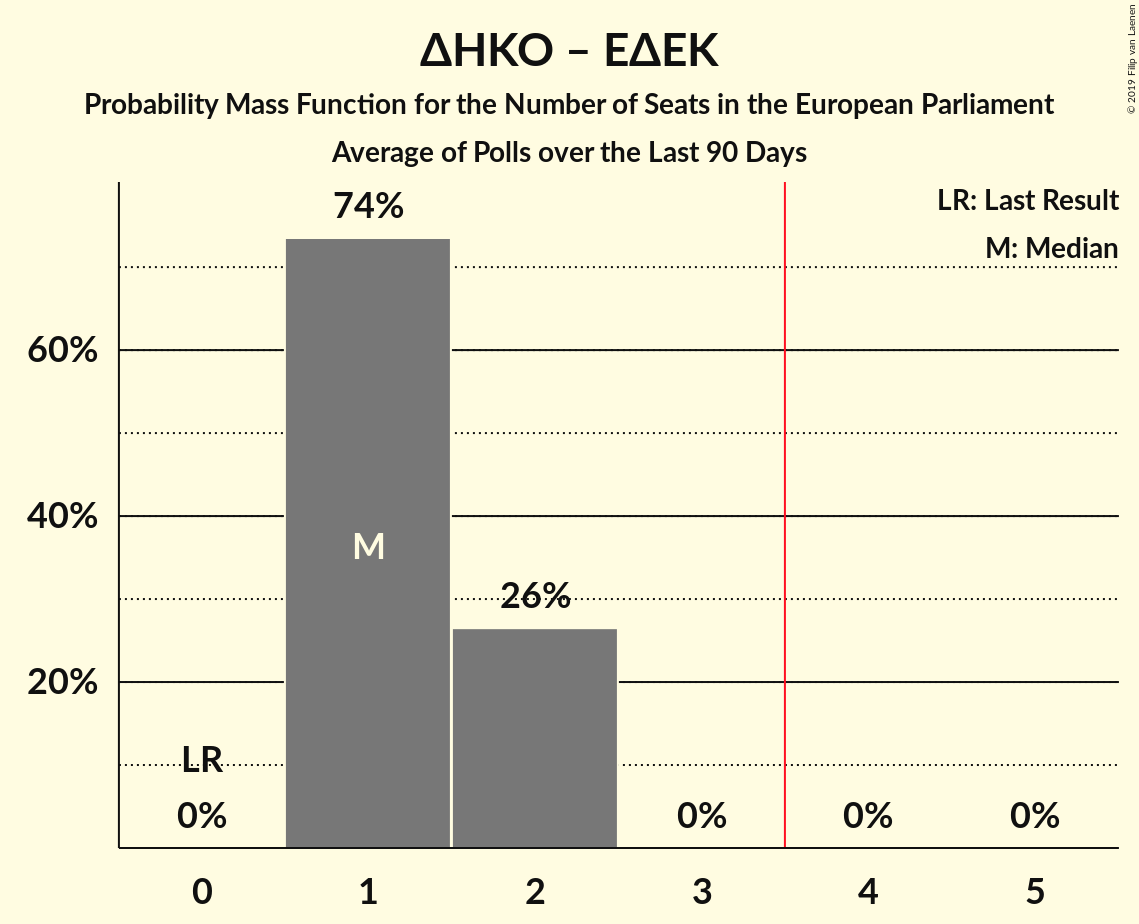 ΔΗΚΟ – ΕΔΕΚ
Probability Mass Function for the Number of Seats in the European Parliament
Average of Polls over the Last 90 Days
© 2019 Filip van Laenen
LR: Last Result
M: Median
74%
60%
40%
M
26%
20%
LR
0%
0%
0%
0%
0
1
2
3
4
5